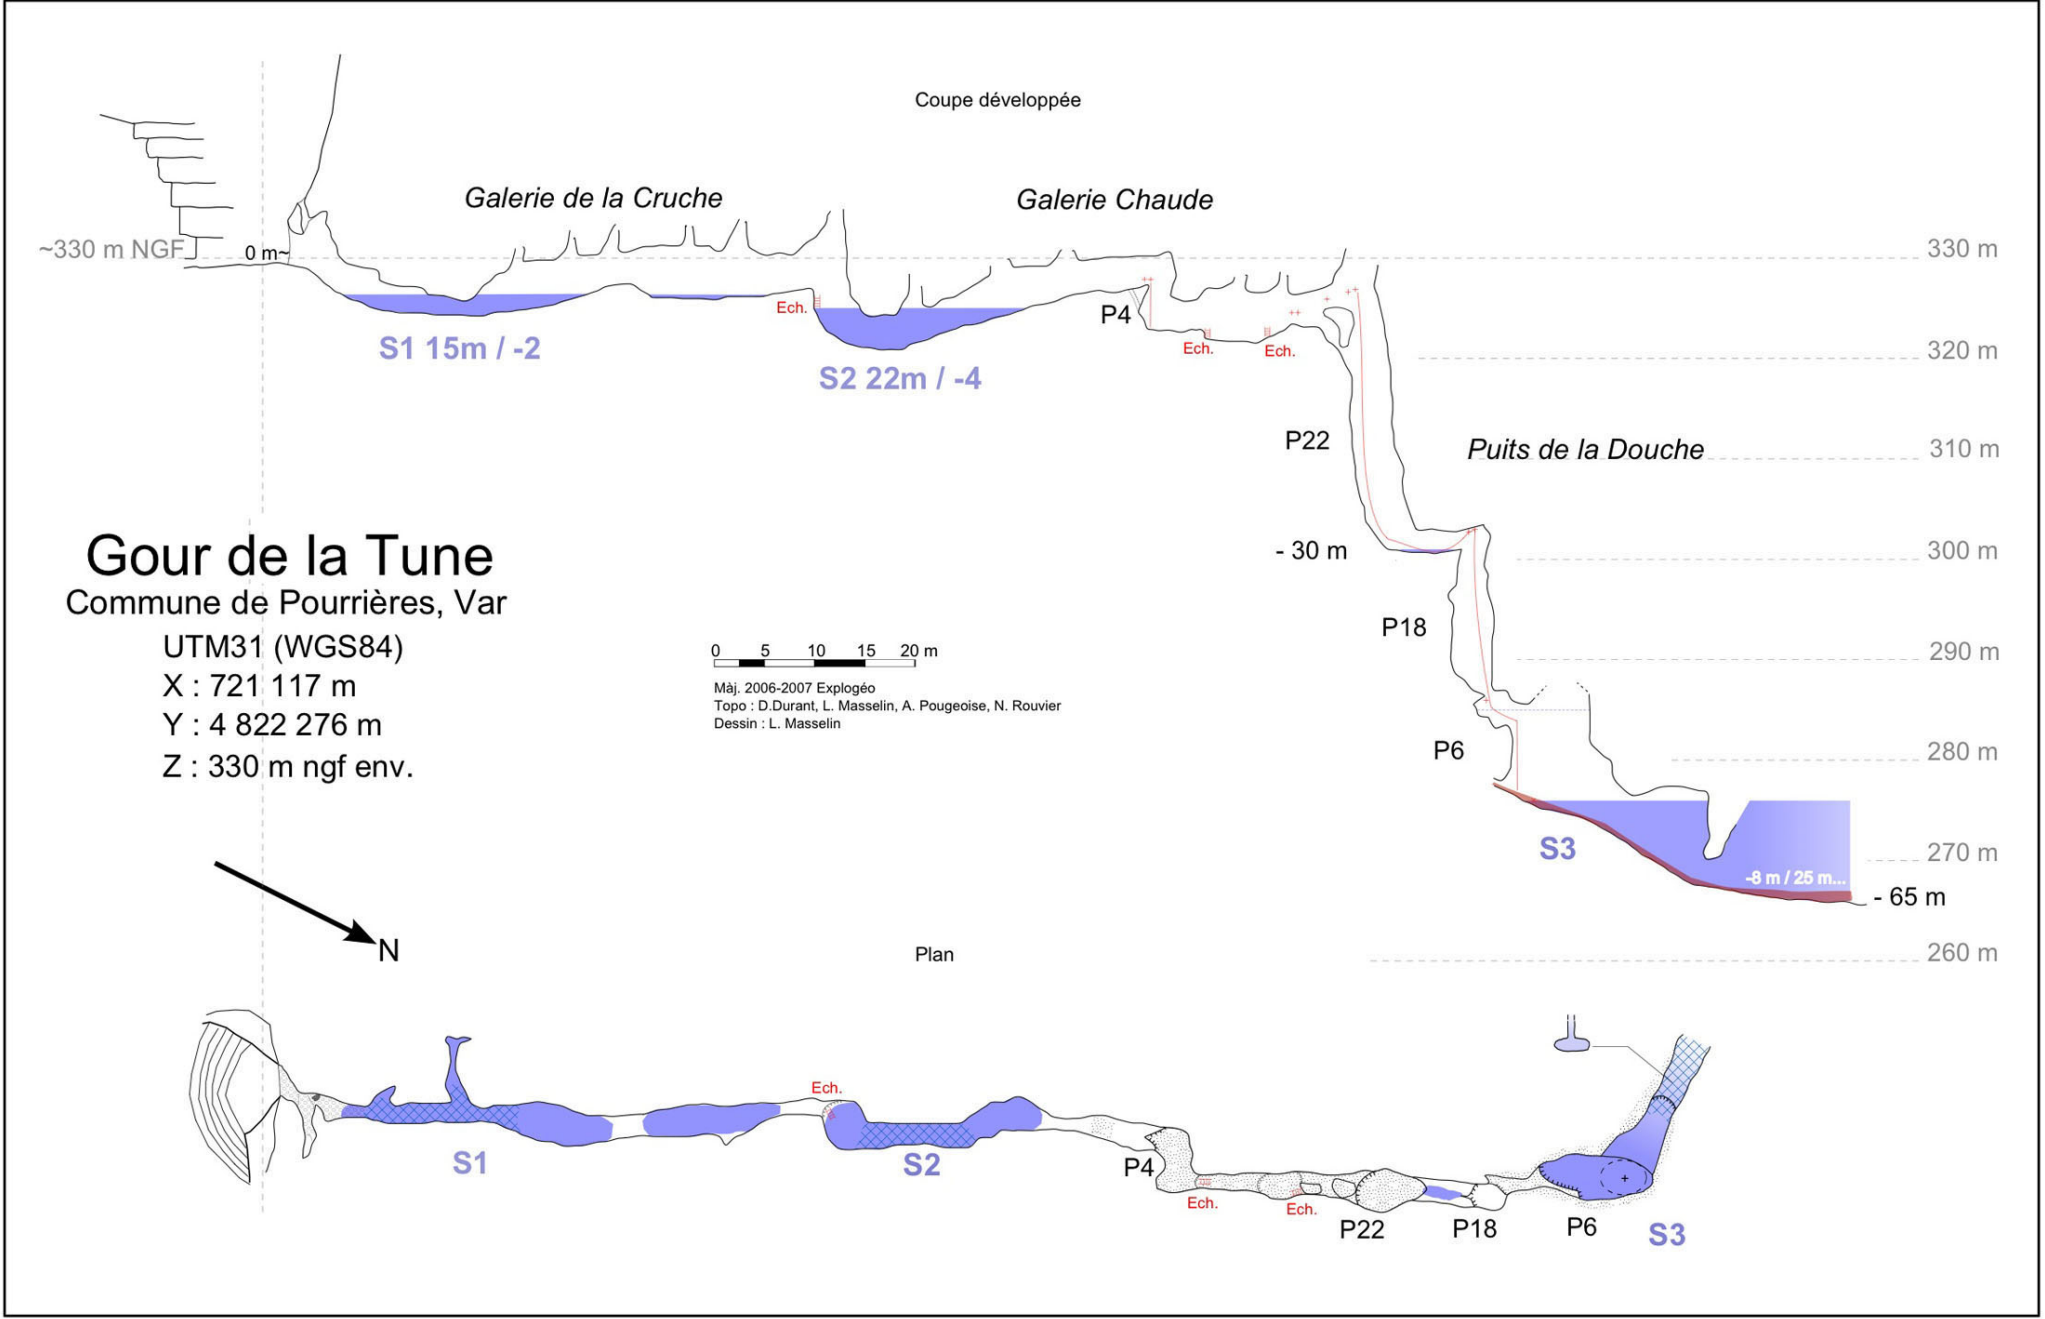 Coupe développée
Galerie de la Cruche
Galerie Chaude
~330 m NGF
0 m~
330 m
Ech.
P4
S1 15m / -2
Ech.
Ech.
320 m
S2 22m / -4
P22
Puits de la Douche
310 m
Gour de la Tune
- 30 m
300 m
Commune de Pourrières, Var
P18
UTM31 (WGS84)
0 5 10 15 20 m
290 m
X : 721 117 m
Màj. 2006-2007 Explogéo
Topo : D.Durant, L. Masselin, A. Pougeoise, N. Rouvier
Dessin : L. Masselin
Y : 4 822 276 m
P6
280 m
Z : 330 m ngf env.
S3
270 m
-8 m / 25 m...
- 65 m
N
Plan
260 m
Ech.
S1
S2
P4
Ech.
Ech.
P22
P18
P6
S3